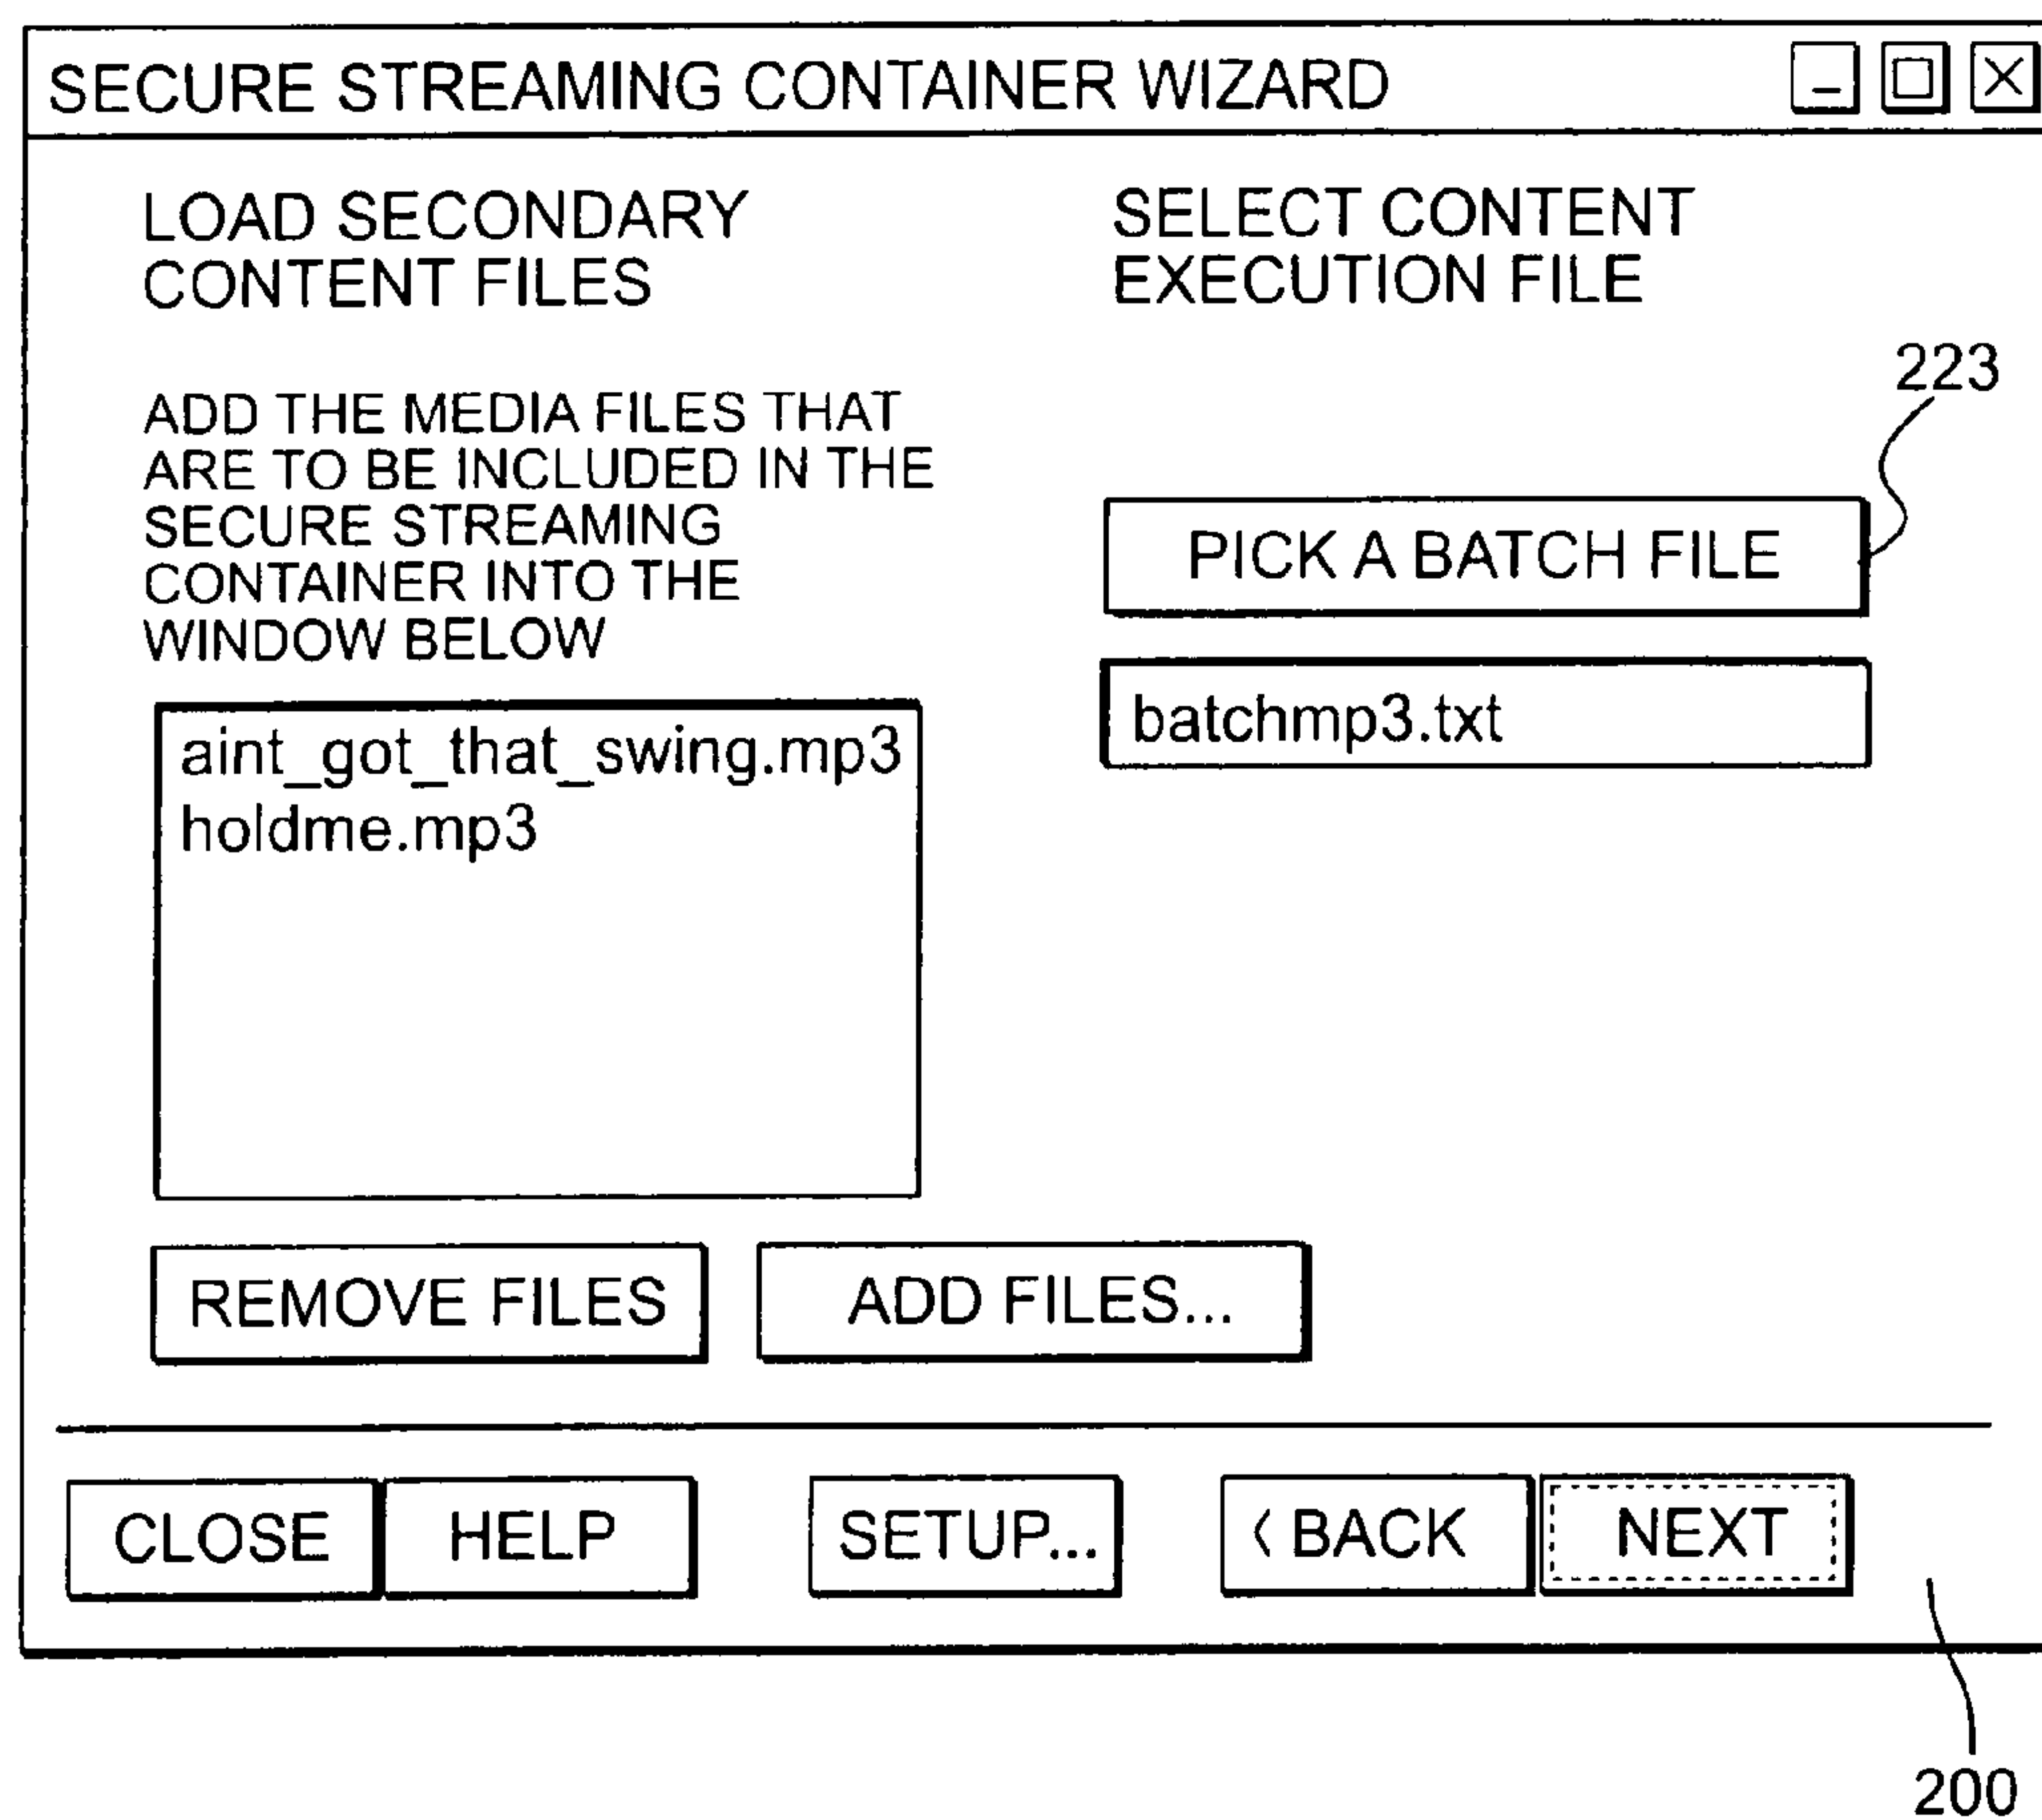 SECURE STREAMING CONTAINER WIZARD
LOAD SECONDARY
CONTENT FILES
ADD THE MEDIA FILES THAT
ARE TO BE INCLUDED IN THE
SECURE STREAMING
CONTAINER INTO THE
WINDOW BELOW
aint_got_that_swing.mp3
holdme.mp3
REMOVE FILES
ADD FILES...
SELECT CONTENT
EXECUTION FILE
223
PICK A BATCH FILE
batchmp3.txt
CLOSE
HELP
SETUP...
< BACK
NEXT
200